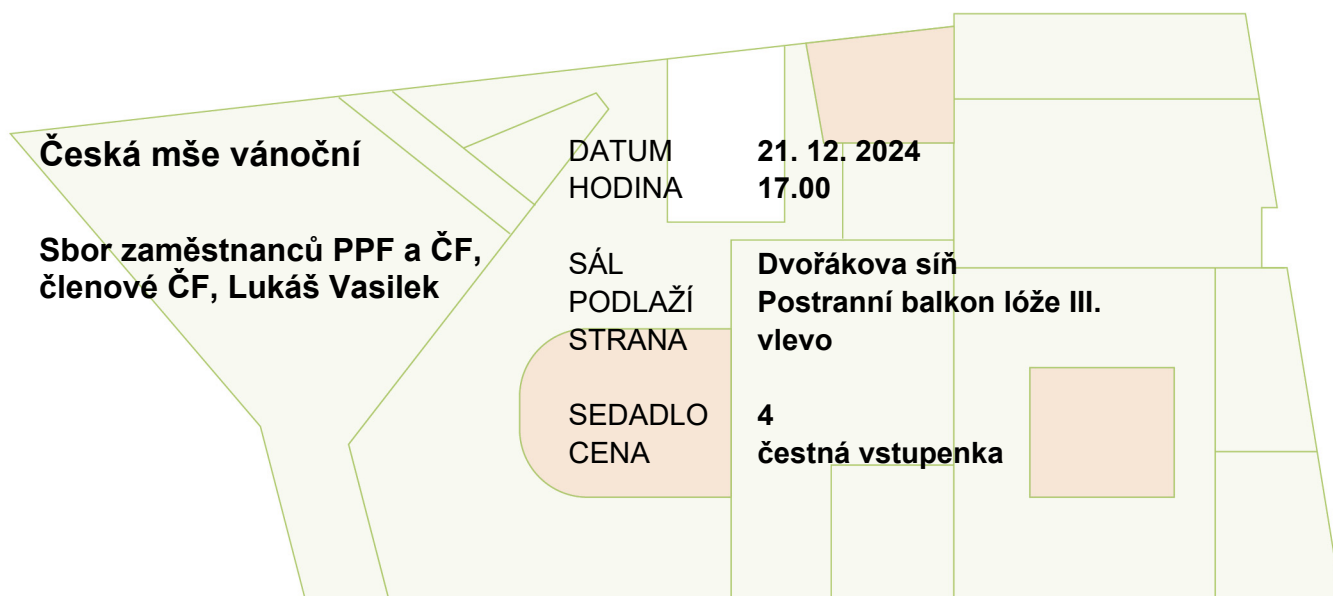 Česká mše vánoční
Sbor zaměstnanců PPF a ČF,
členové ČF, Lukáš Vasilek
DATUM 21. 12. 2024
HODINA 17.00
SÁL Dvořákova síň
PODLAŽÍ Postranní balkon lóže III.
STRANA vlevo
SEDADLO 4
CENA čestná vstupenka